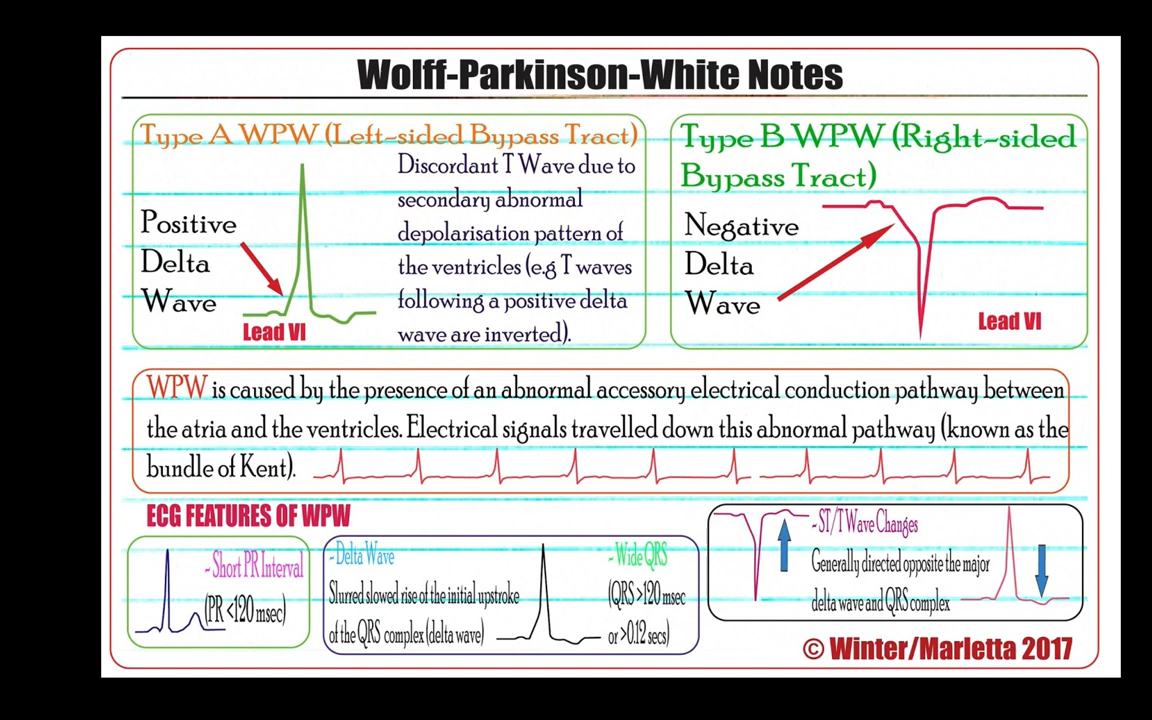 Wolff-Parkinson-White Notes
Type A WPW (Left-sided Bypass Tract)
Positive
Delta
Wave
Lead VI
Discordant T Wave due to
secondary abnormal
depolarisation pattern of
the ventricles (e.g T waves
following a positive delta
wave are inverted).
Type B WPW (Right-sided
Bypass Tract)
Negative
Delta
Wave
Lead VI
WPW is caused by the presence of an abnormal accessory electrical conduction pathway between
the atria and the ventricles. Electrical signals travelled down this abnormal pathway (known as the
bundle of Kent).
ECG FEATURES OF WPW
- Short PR Interval
(PR <120 msec)
- Delta Wave
Slurred slowed rise of the initial upstroke
of the QRS complex (delta wave)
- Wide QRS
(QRS >120 msec
or >0.12 secs)
- ST/T Wave Changes
Generally directed opposite the major
delta wave and QRS complex
© Winter/Marletta 2017